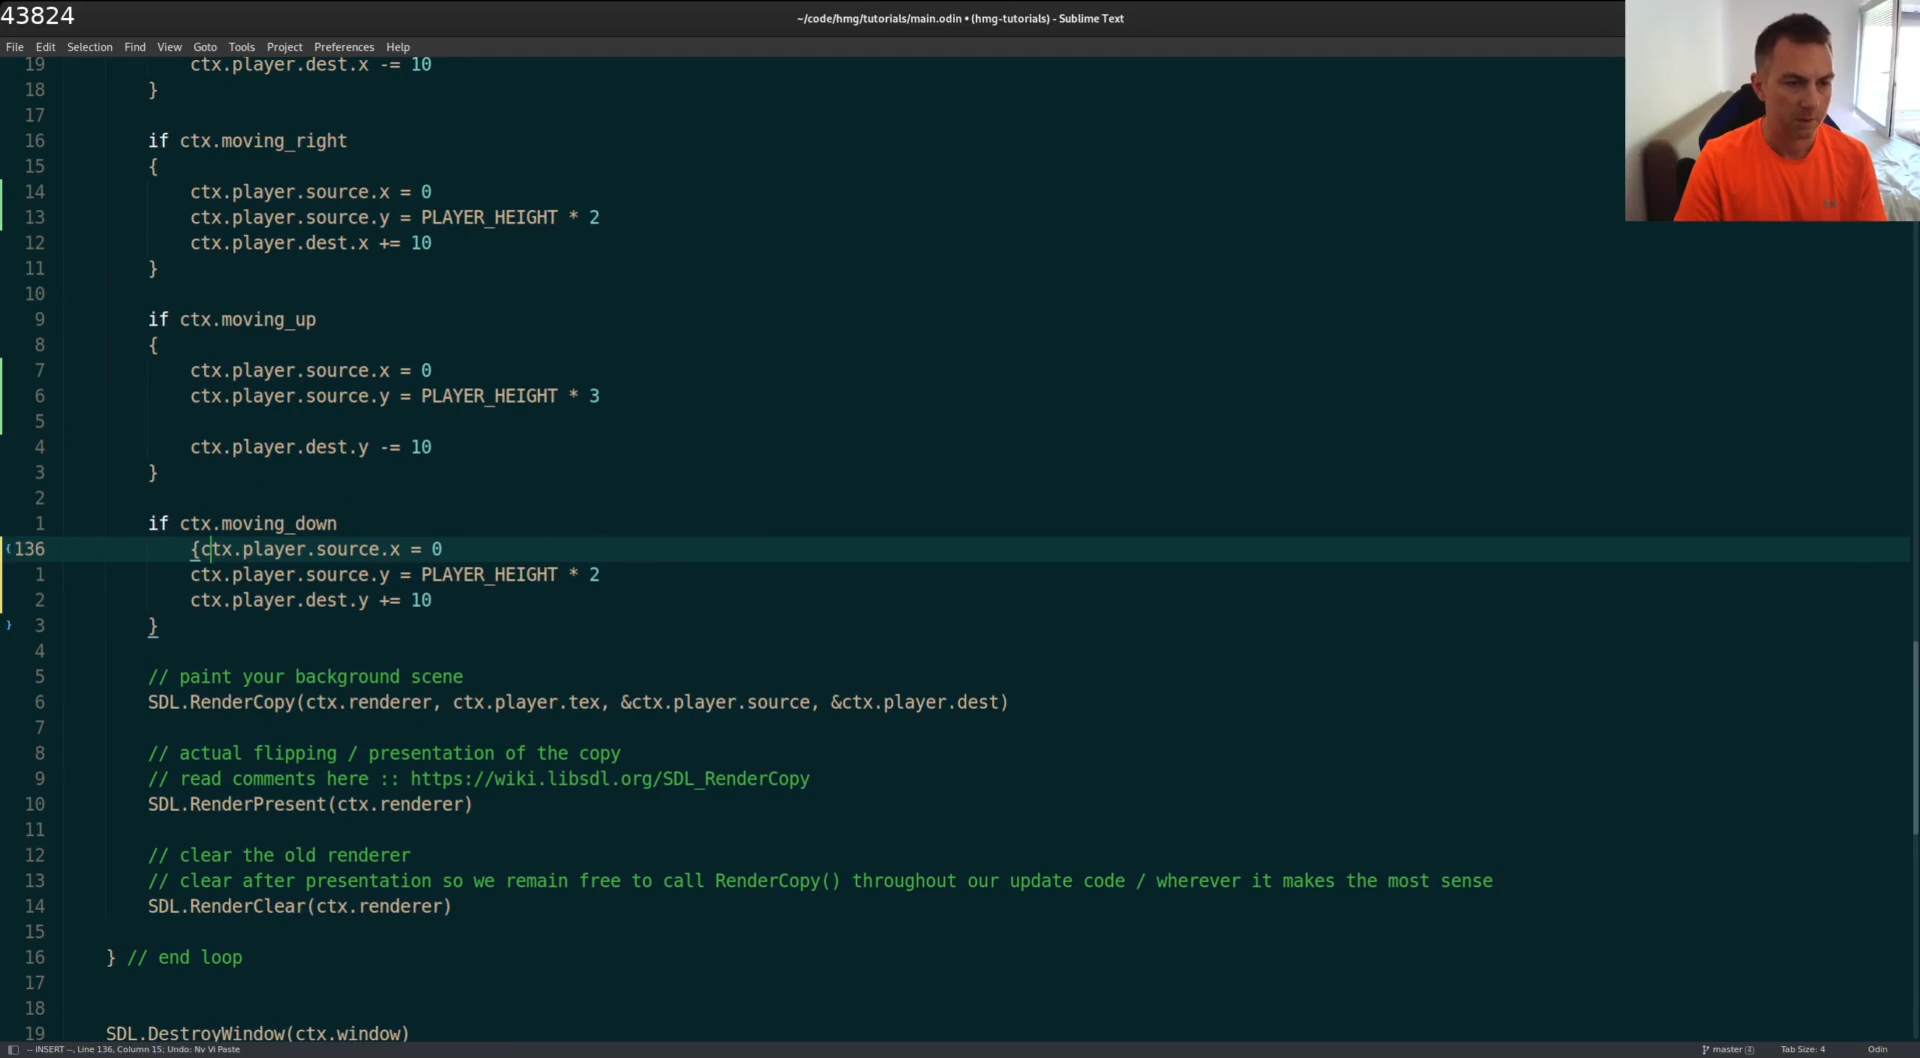 43824
~/code/hmg/tutorials/main.odin • (hmg-tutorials) - Sublime Text
File Edit Selection Find View Goto Tools Project Preferences Help
19 ctx.player.dest.x -= 10
18 }
17
16 if ctx.moving_right
15 {
14 ctx.player.source.x = 0
13 ctx.player.source.y = PLAYER_HEIGHT * 2
12 ctx.player.dest.x += 10
11 }
10
9 if ctx.moving_up
8 {
7 ctx.player.source.x = 0
6 ctx.player.source.y = PLAYER_HEIGHT * 3
5
4 ctx.player.dest.y -= 10
3 }
2
1 if ctx.moving_down
{ 136 {ctx.player.source.x = 0
1 ctx.player.source.y = PLAYER_HEIGHT * 2
2 ctx.player.dest.y += 10
} 3 }
4
5 // paint your background scene
6 SDL.RenderCopy(ctx.renderer, ctx.player.tex, &ctx.player.source, &ctx.player.dest)
7
8 // actual flipping / presentation of the copy
9 // read comments here :: https://wiki.libsdl.org/SDL_RenderCopy
10 SDL.RenderPresent(ctx.renderer)
11
12 // clear the old renderer
13 // clear after presentation so we remain free to call RenderCopy() throughout our update code / wherever it makes the most sense
14 SDL.RenderClear(ctx.renderer)
15
16 } // end loop
17
18
19 SDL.DestroyWindow(ctx.window)
-- INSERT --, Line 136, Column 15; Undo: Nv Vi Paste master 4 Tab Size: 4 Odin